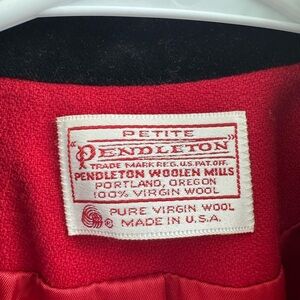 PETITE
"PENDLETON"
TRADE MARK REG. U.S. PAT. OFF.
PENDLETON WOOLEN MILLS
PORTLAND, OREGON
100% VIRGIN WOOL
PURE VIRGIN WOOL
MADE IN U.S.A.